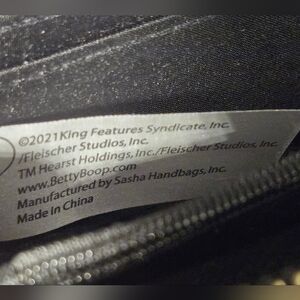 ©2021King Features Syndicate, Inc.
/Fleischer Studios, Inc.
TM Hearst Holdings, Inc./Fleischer Studios, Inc.
www.BettyBoop.com
Manufactured by Sasha Handbags, Inc.
Made in China